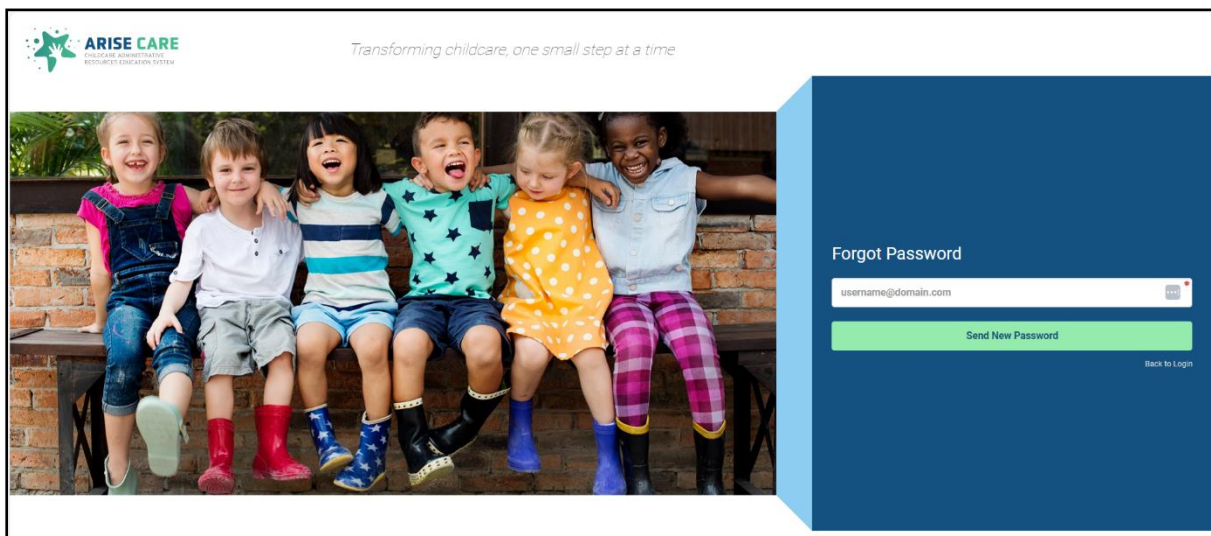 ARISE CARE
CHILDCARE ADMINISTRATIVE
RESOURCES EDUCATION SYSTEM
Transforming childcare, one small step at a time
Forgot Password
username@domain.com
Send New Password
Back to Login